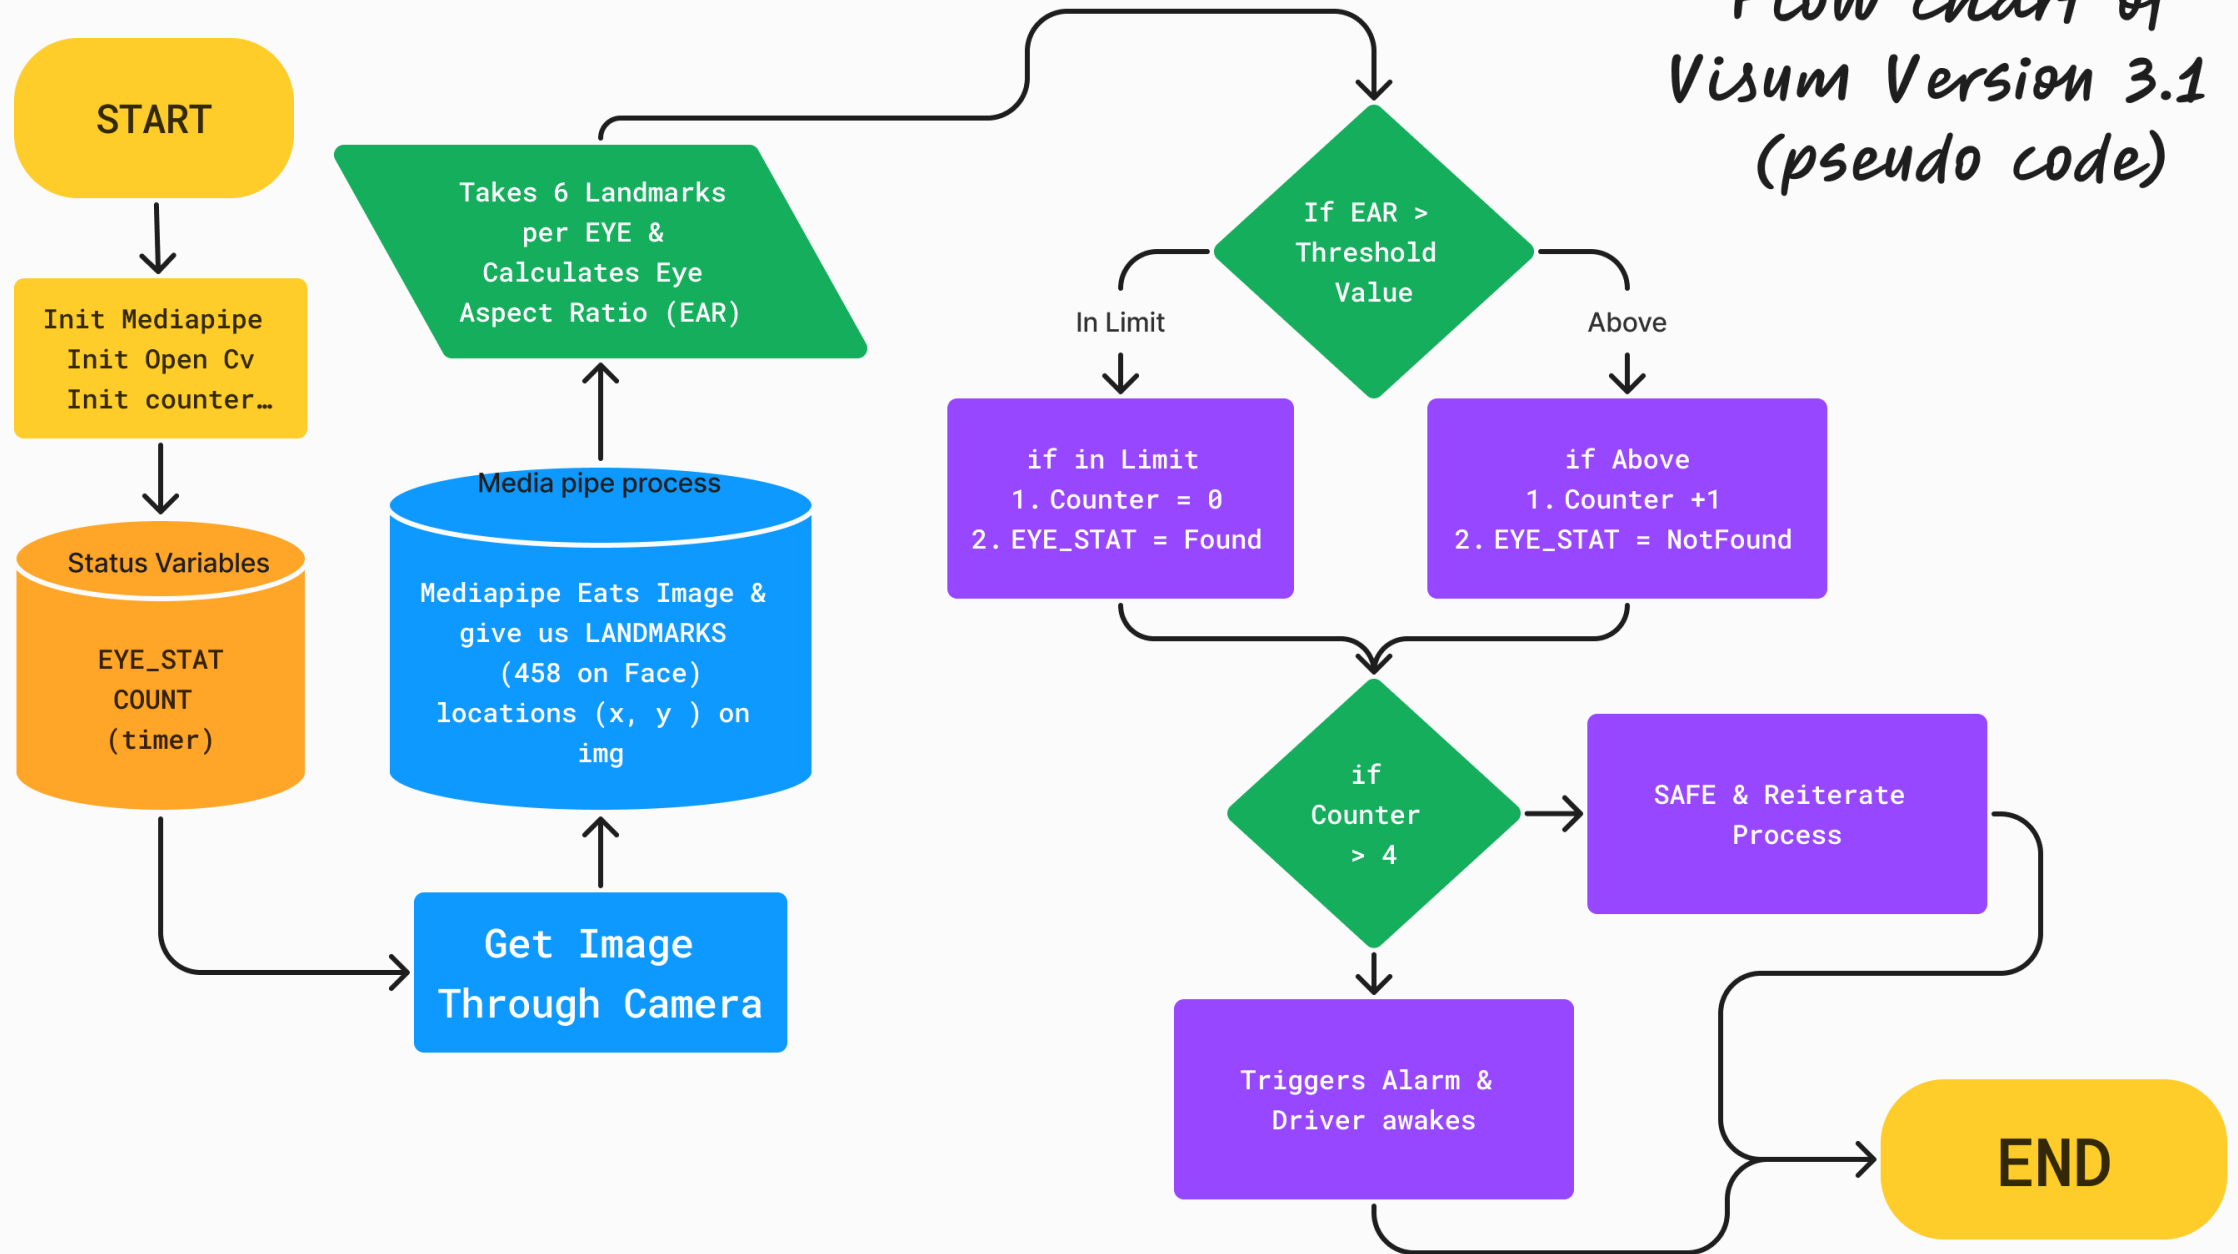 Flow chart of
Visum Version 3.1
(pseudo code)
START
Init Mediapipe
Init Open Cv
Init counter…
Status Variables
EYE_STAT
COUNT
(timer)
Get Image
Through Camera
Media pipe process
Mediapipe Eats Image &
give us LANDMARKS
(458 on Face)
locations (x, y ) on
img
Takes 6 Landmarks
per EYE &
Calculates Eye
Aspect Ratio (EAR)
If EAR >
Threshold
Value
In Limit
Above
if in Limit
1. Counter = 0
2. EYE_STAT = Found
if Above
1. Counter +1
2. EYE_STAT = NotFound
if
Counter
> 4
SAFE & Reiterate
Process
Triggers Alarm &
Driver awakes
END